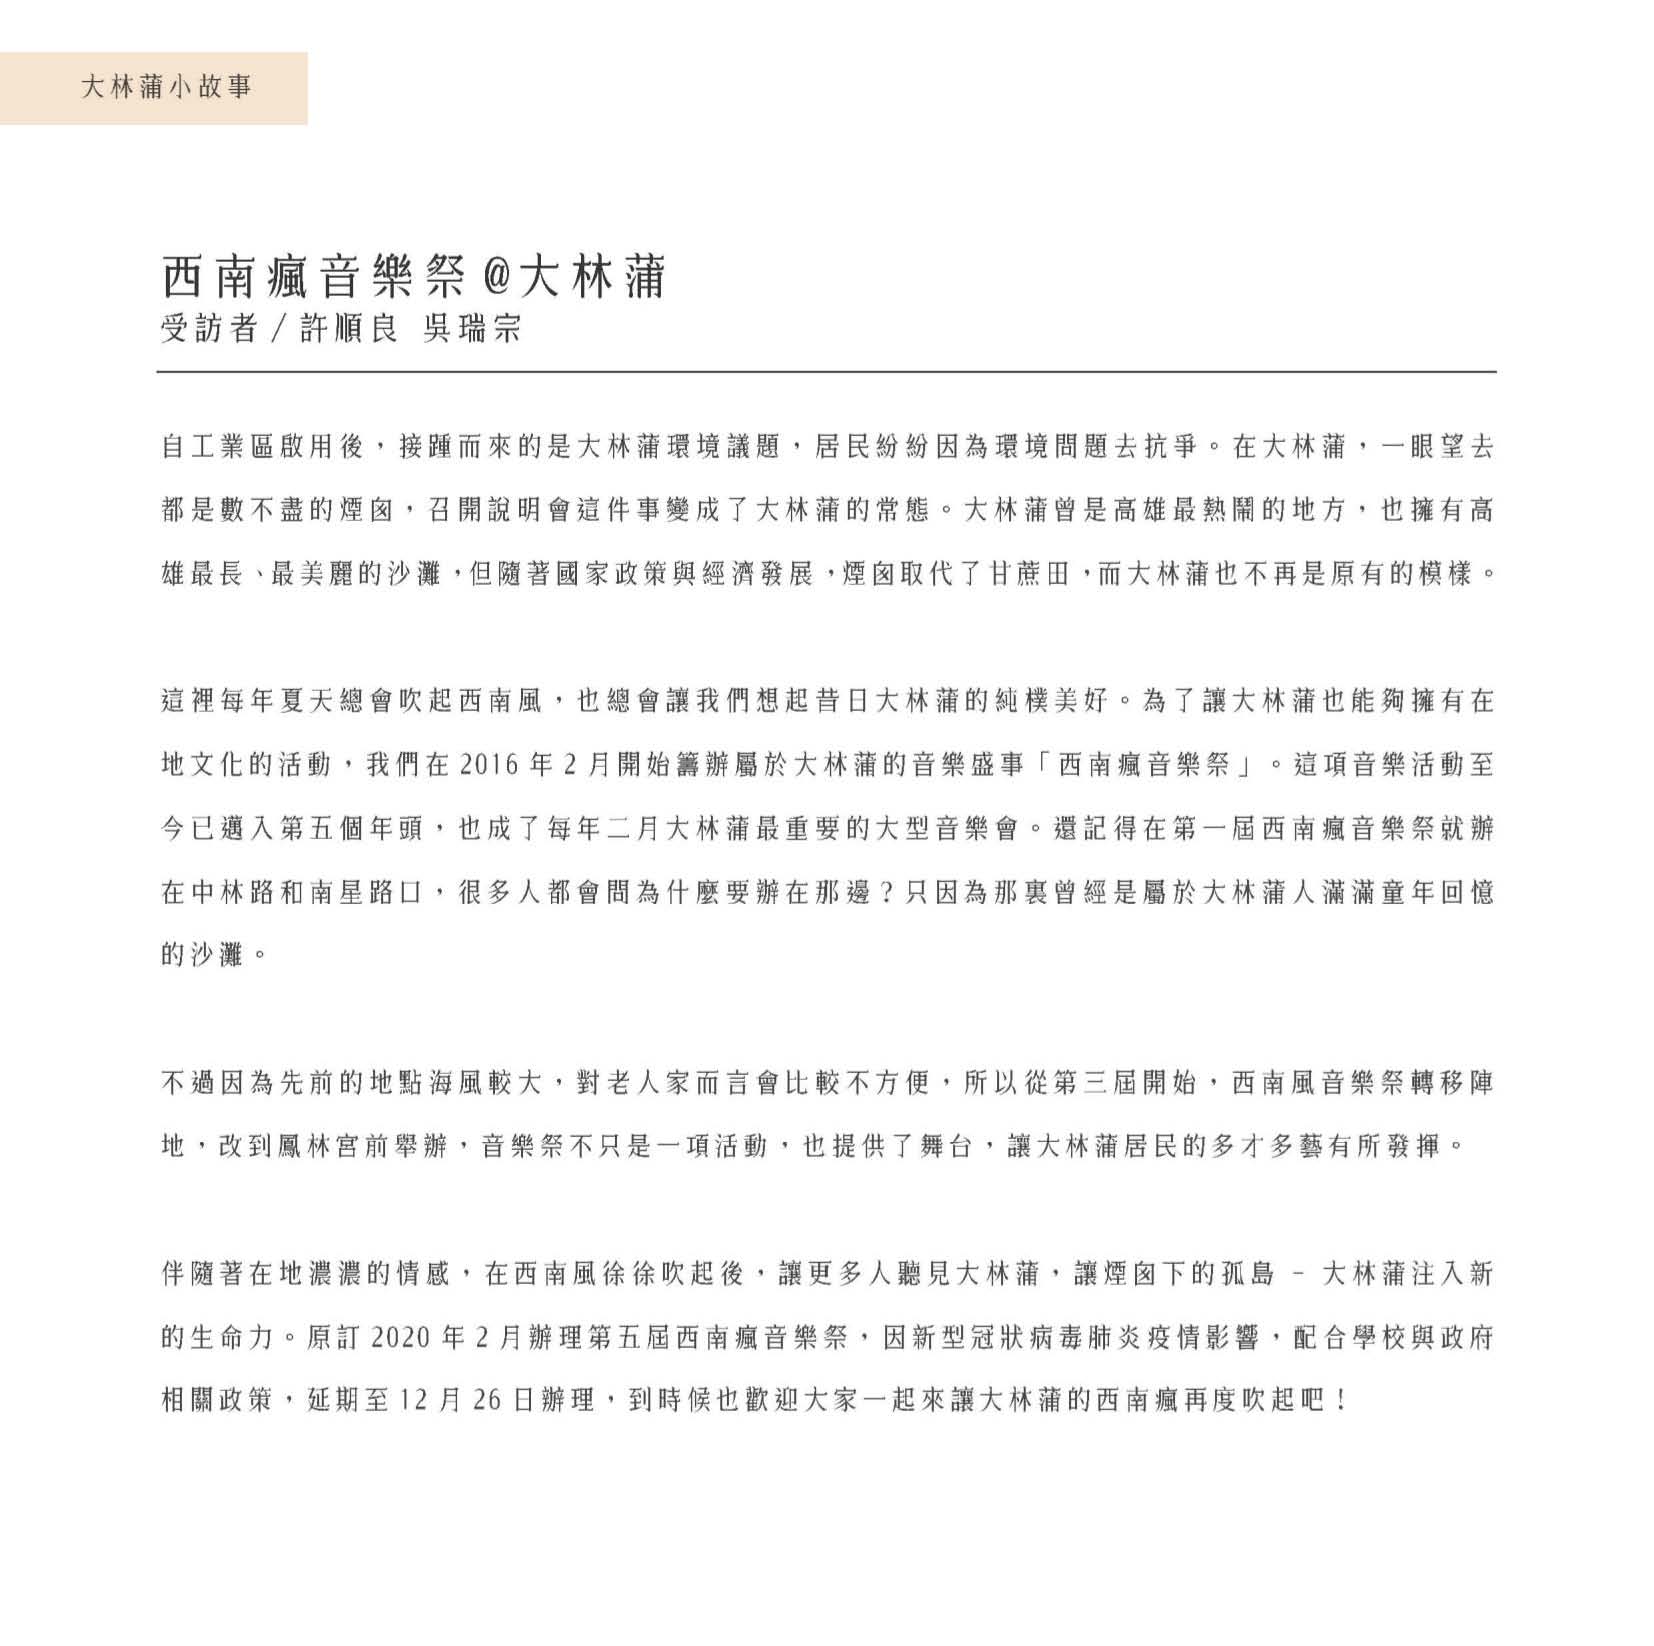 大林蒲小故事
西南瘋音樂祭@大林蒲
受訪者／許順良 吳瑞宗
自工業區啟用後，接踵而來的是大林蒲環境議題，居民紛紛因為環境問題去抗爭。在大林蒲，一眼望去
都是數不盡的煙囪，召開說明會這件事變成了大林蒲的常態。大林蒲曾是高雄最熱鬧的地方，也擁有高
雄最長、最美麗的沙灘，但隨著國家政策與經濟發展，煙囪取代了甘蔗田，而大林蒲也不再是原有的模樣。
這裡每年夏天總會吹起西南風，也總會讓我們想起昔日大林蒲的純樸美好。為了讓大林蒲也能夠擁有在
地文化的活動，我們在 2016 年 2 月開始籌辦屬於大林蒲的音樂盛事「西南瘋音樂祭」。這項音樂活動至
今已邁入第五個年頭，也成了每年二月大林蒲最重要的大型音樂會。還記得在第一屆西南瘋音樂祭就辦
在中林路和南星路口，很多人都會問為什麼要辦在那邊？只因為那裏曾經是屬於大林蒲人滿滿童年回憶
的沙灘。
不過因為先前的地點海風較大，對老人家而言會比較不方便，所以從第三屆開始，西南風音樂祭轉移陣
地，改到鳳林宮前舉辦，音樂祭不只是一項活動，也提供了舞台，讓大林蒲居民的多才多藝有所發揮。
伴隨著在地濃濃的情感，在西南風徐徐吹起後，讓更多人聽見大林蒲，讓煙囪下的孤島 – 大林蒲注入新
的生命力。原訂 2020 年 2 月辦理第五屆西南瘋音樂祭，因新型冠狀病毒肺炎疫情影響，配合學校與政府
相關政策，延期至 12 月 26 日辦理，到時候也歡迎大家一起來讓大林蒲的西南瘋再度吹起吧！